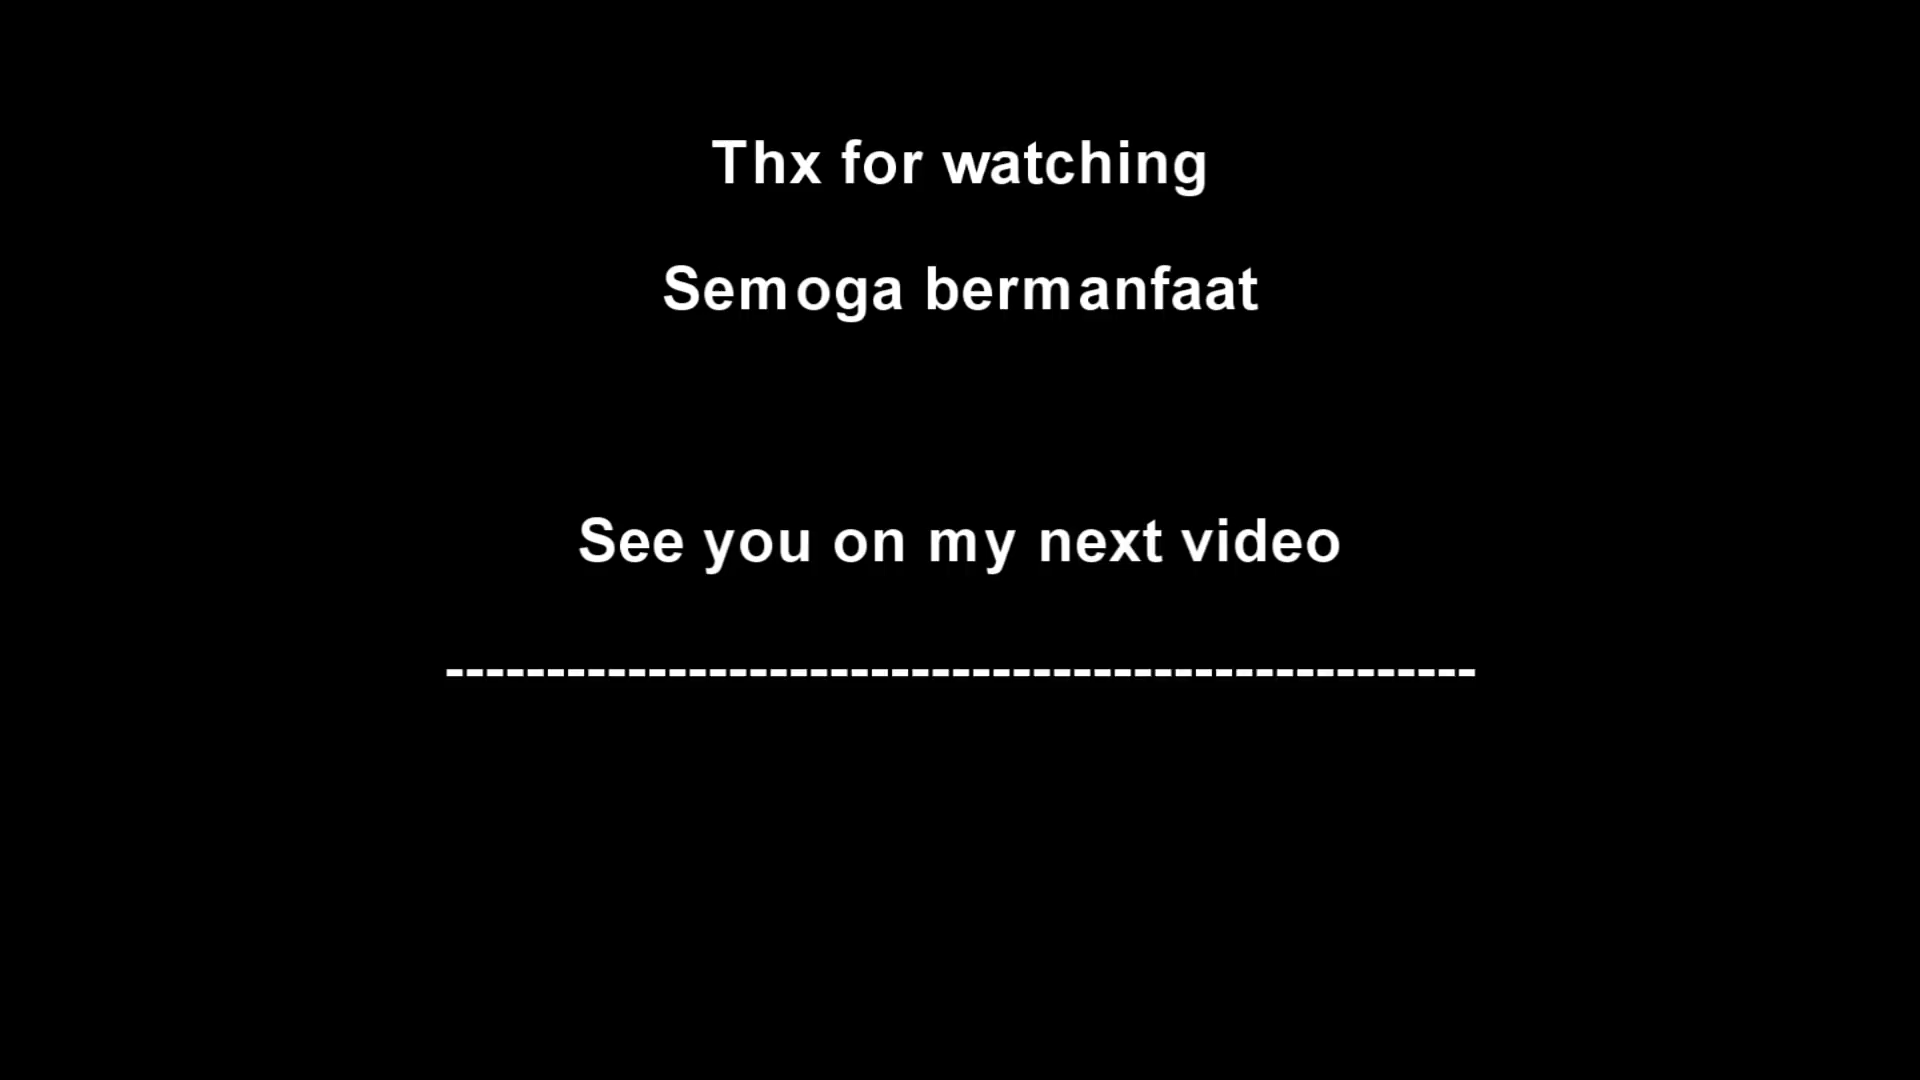 Thx for watching
Semoga bermanfaat
See you on my next video
---------------------------------------------------